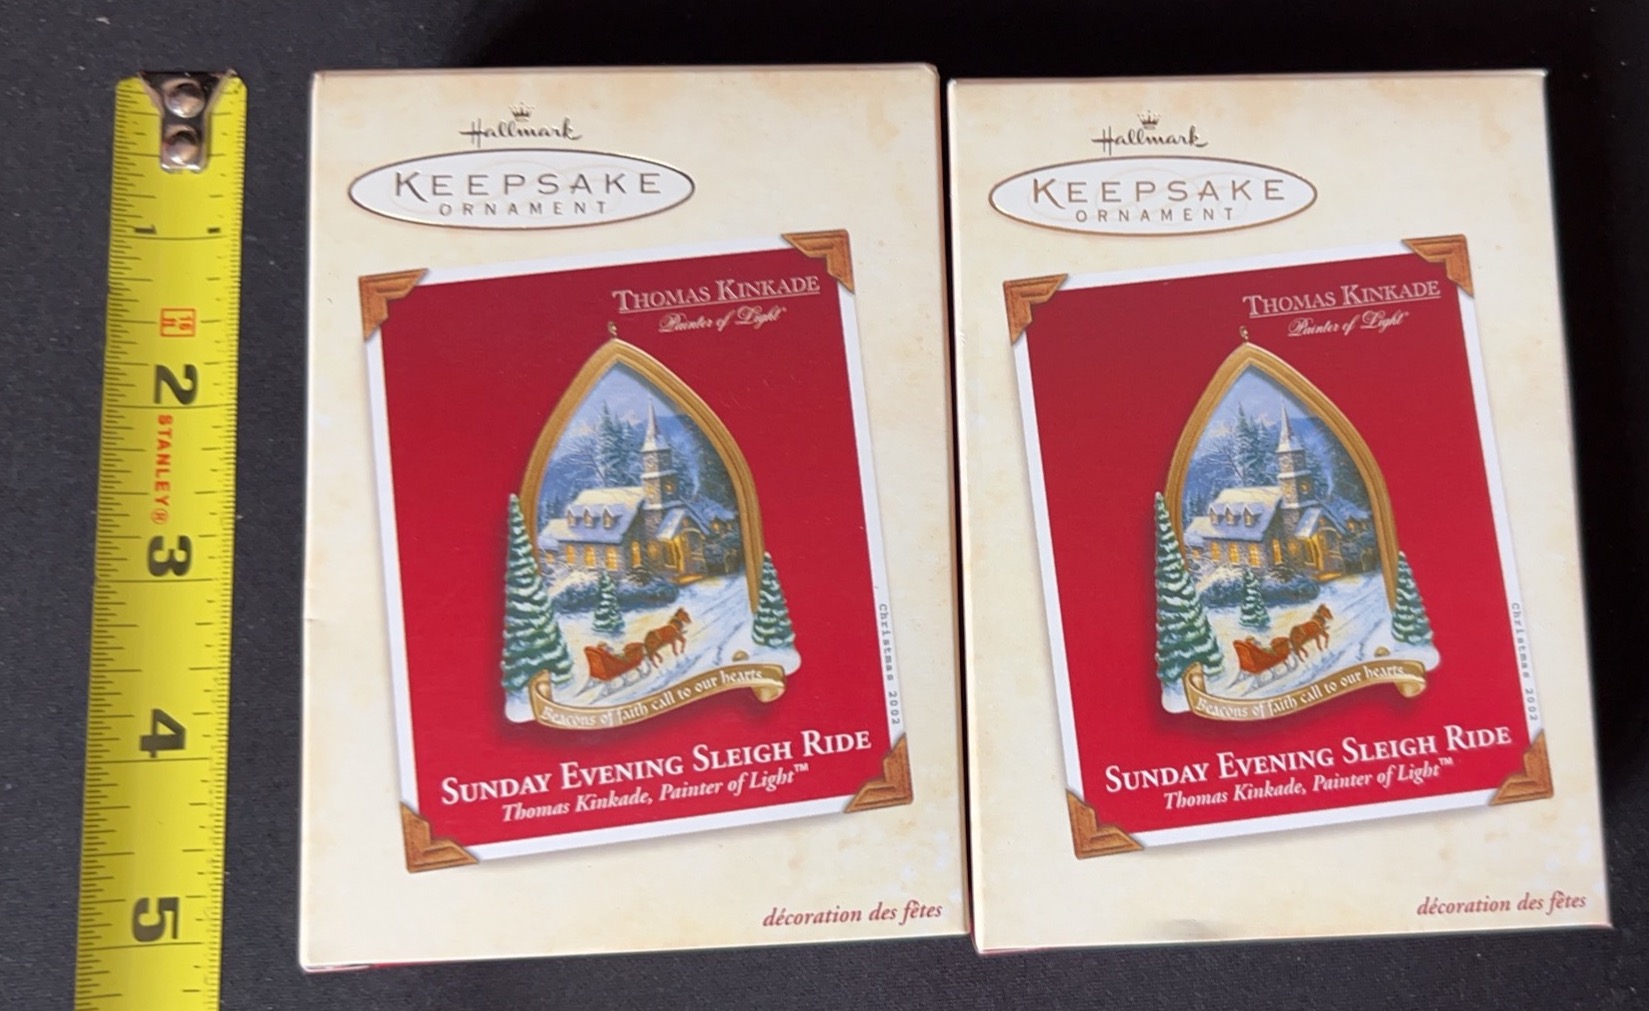 1
16
ft
2
STANLEY®
3
4
5
Hallmark
KEEPSAKE
ORNAMENT
THOMAS KINKADE
Painter of Light
Beacons of faith call to our hearts
Christmas 2002
SUNDAY EVENING SLEIGH RIDE
Thomas Kinkade, Painter of Light™
décoration des fêtes
Hallmark
KEEPSAKE
ORNAMENT
THOMAS KINKADE
Painter of Light
Beacons of faith call to our hearts
Christmas 2002
SUNDAY EVENING SLEIGH RIDE
Thomas Kinkade, Painter of Light™
décoration des fêtes